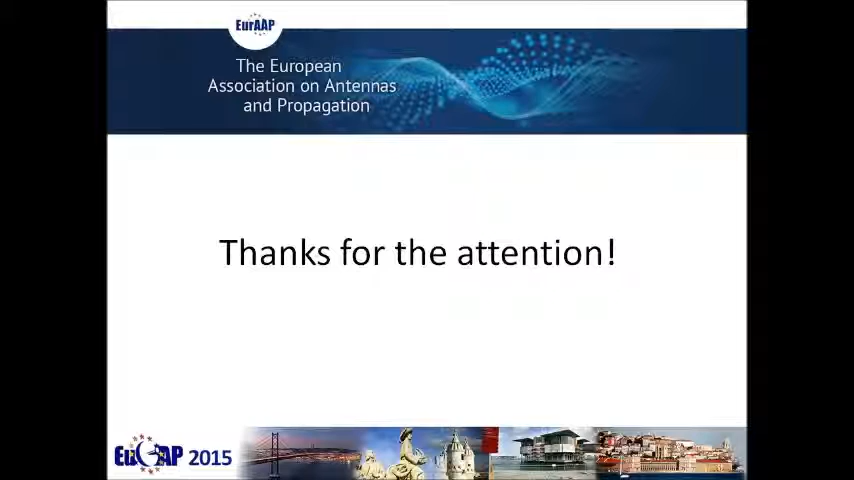 EurAAP
The European
Association on Antennas
and Propagation
Thanks for the attention!
EuCAP 2015